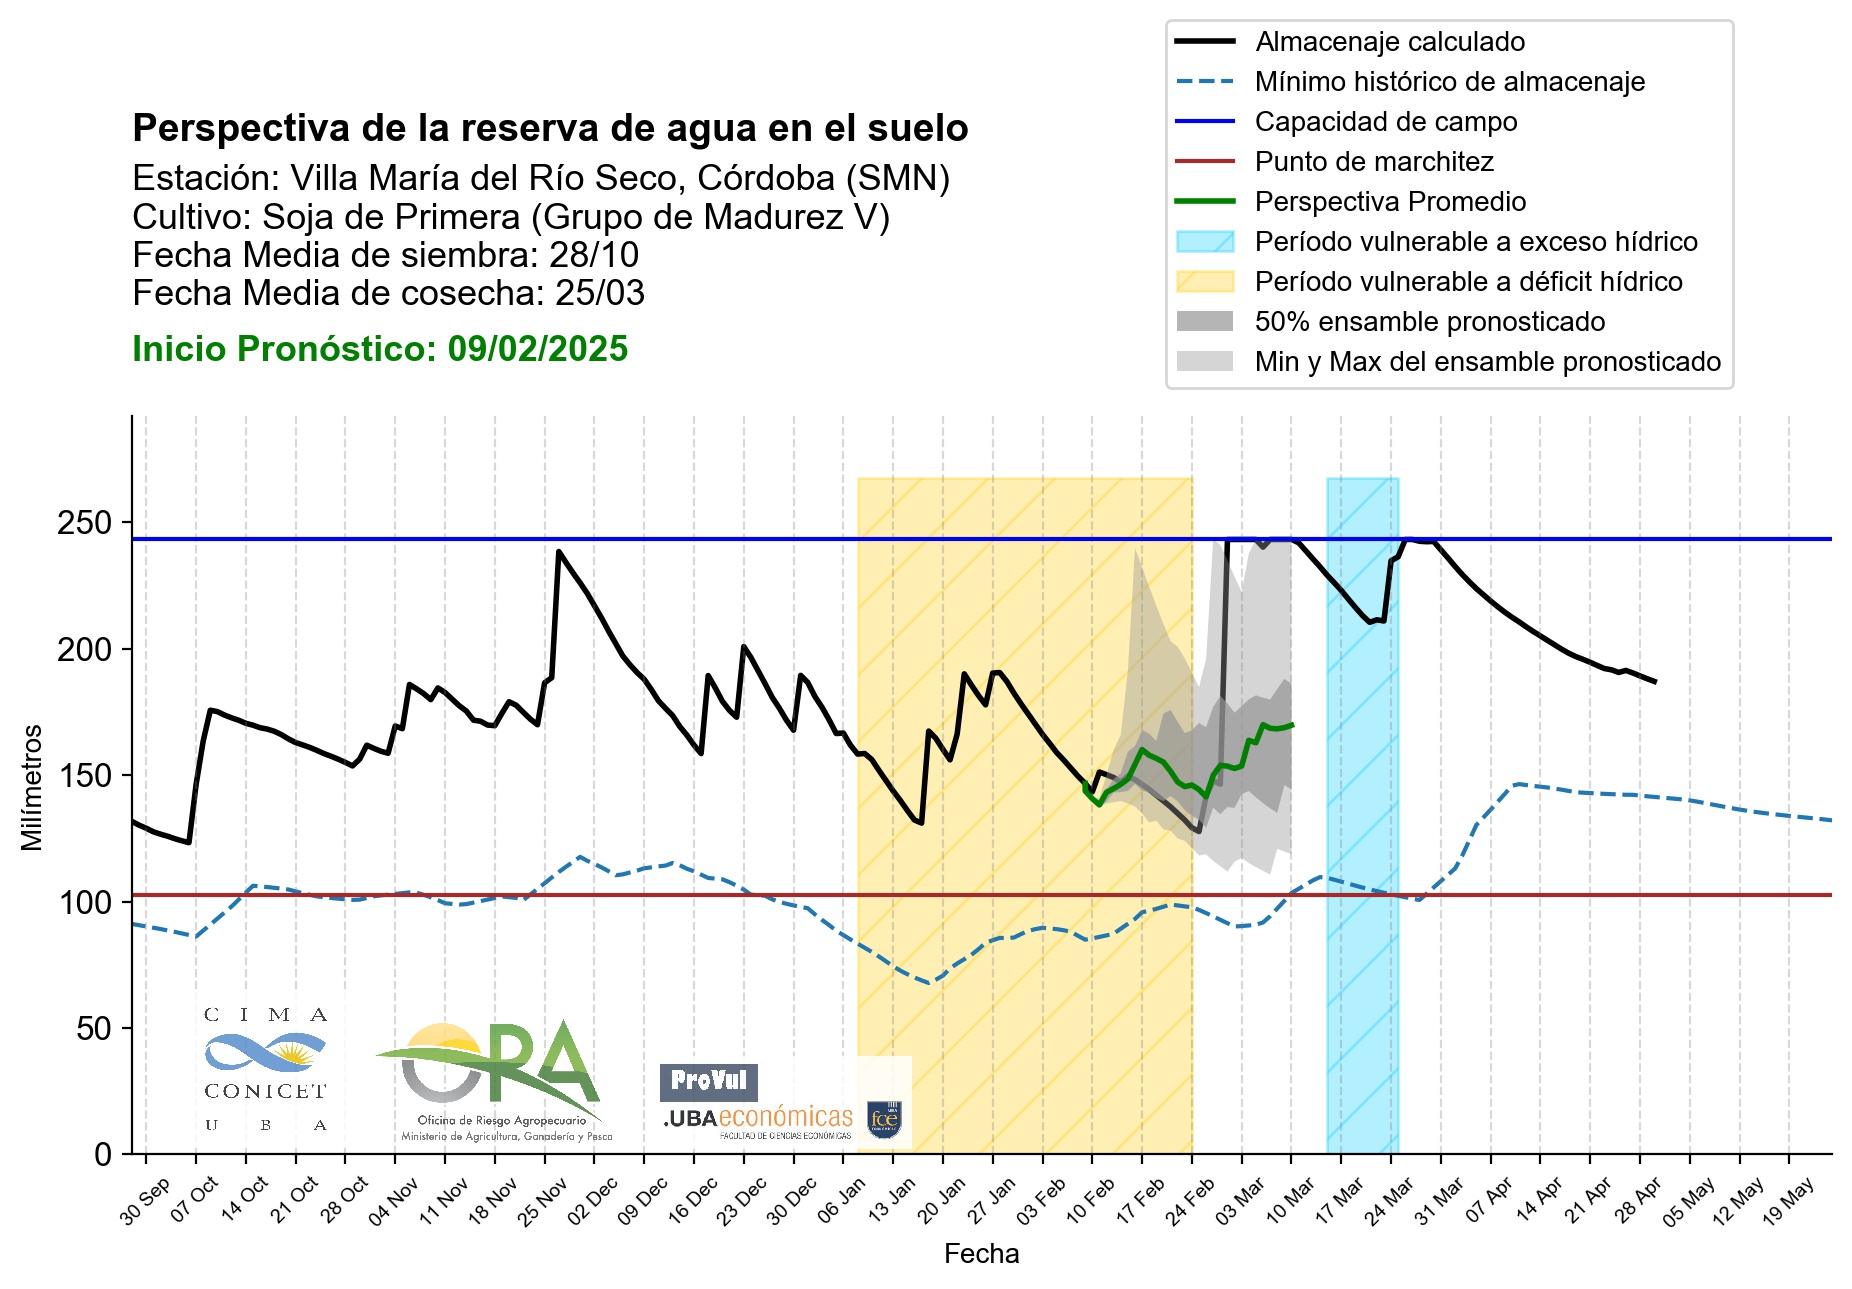 Almacenaje calculado
Mínimo histórico de almacenaje
Capacidad de campo
Punto de marchitez
Perspectiva Promedio
Período vulnerable a exceso hídrico
Período vulnerable a déficit hídrico
50% ensamble pronosticado
Min y Max del ensamble pronosticado
Perspectiva de la reserva de agua en el suelo
Estación: Villa María del Río Seco, Córdoba (SMN)
Cultivo: Soja de Primera (Grupo de Madurez V)
Fecha Media de siembra: 28/10
Fecha Media de cosecha: 25/03
Inicio Pronóstico: 09/02/2025
Milímetros
250
200
150
100
50
0
CIMA
CONICET
UBA
ORA
Oficina de Riesgo Agropecuario
Ministerio de Agricultura, Ganadería y Pesca
ProVul
.UBAeconómicas
FACULTAD DE CIENCIAS ECONÓMICAS
fce
30 Sep
07 Oct
14 Oct
21 Oct
28 Oct
04 Nov
11 Nov
18 Nov
25 Nov
02 Dec
09 Dec
16 Dec
23 Dec
30 Dec
06 Jan
13 Jan
20 Jan
27 Jan
03 Feb
10 Feb
17 Feb
24 Feb
03 Mar
10 Mar
17 Mar
24 Mar
31 Mar
07 Apr
14 Apr
21 Apr
28 Apr
05 May
12 May
19 May
Fecha